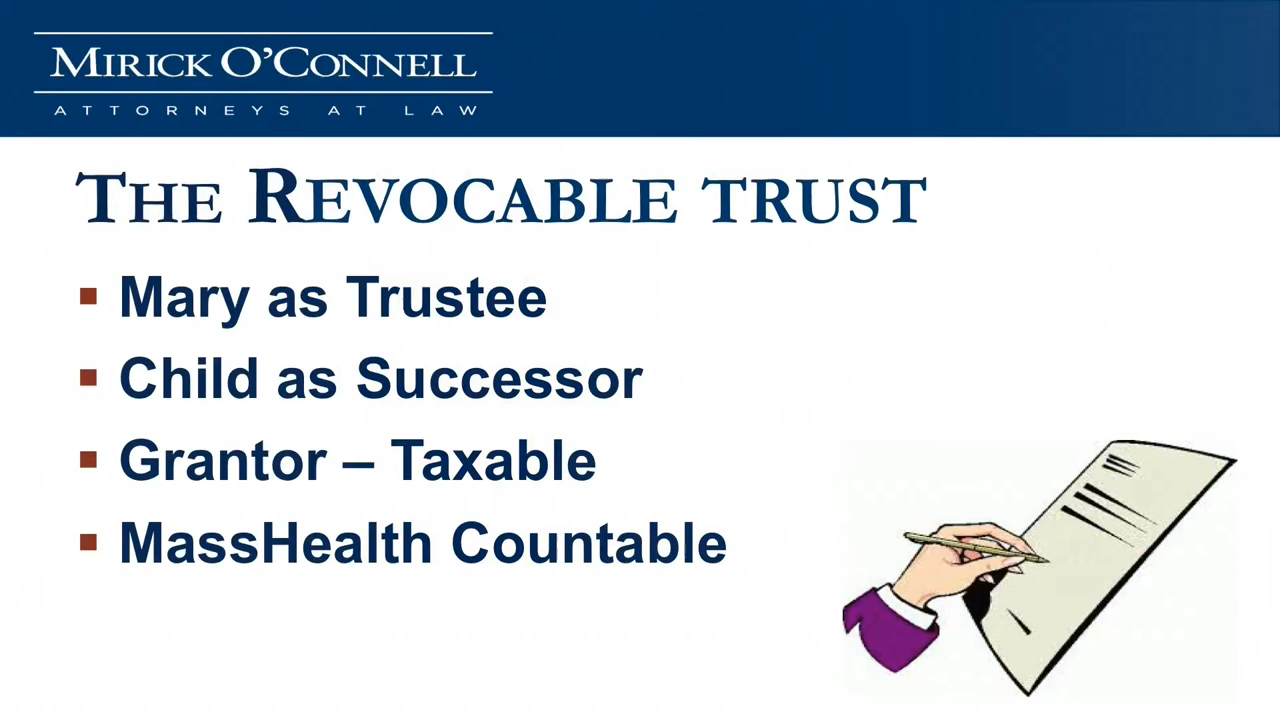 MIRICK O'CONNELL
ATTORNEYS AT LAW
THE REVOCABLE TRUST
Mary as Trustee
Child as Successor
Grantor – Taxable
MassHealth Countable